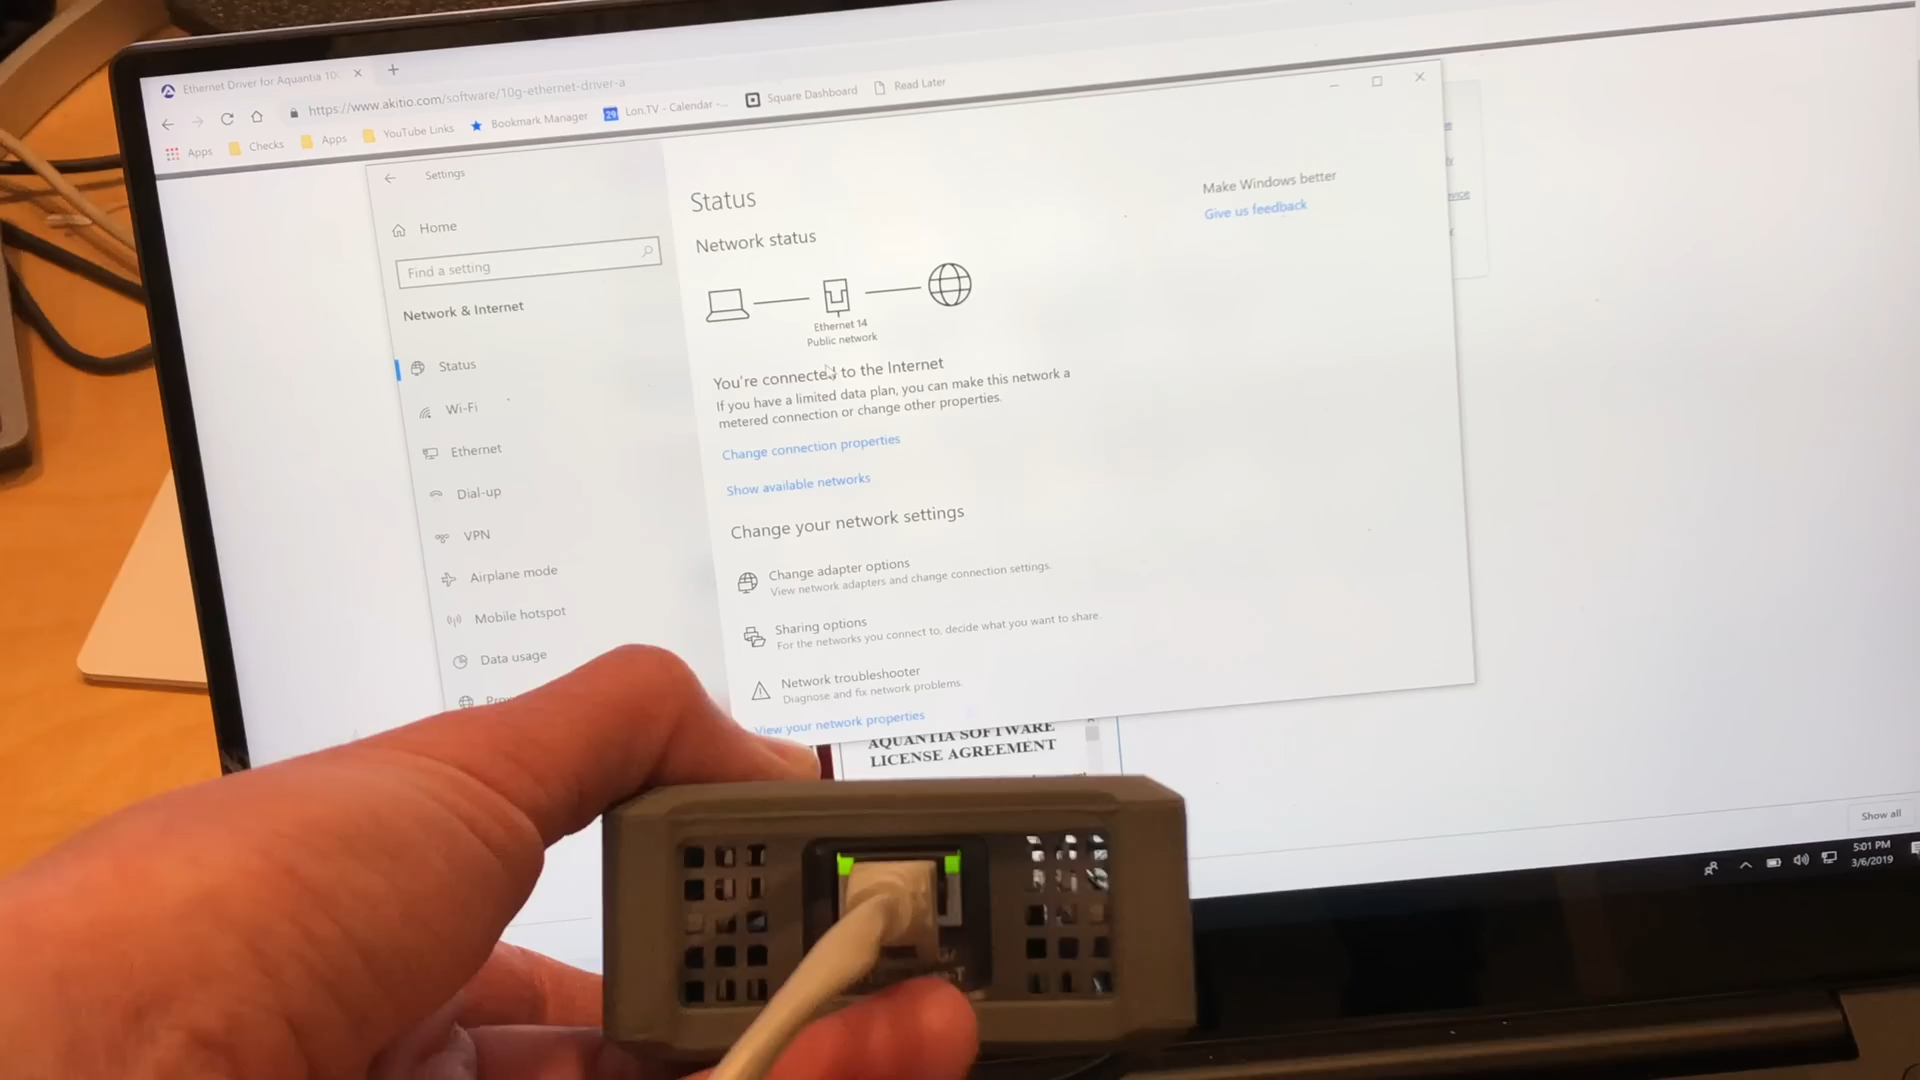 Ethernet Driver for Aquantia 10
https://www.akitio.com/software/10g-ethernet-driver-a
Apps
Checks
Apps
YouTube Links
Bookmark Manager
29
Lon.TV - Calendar -...
Square Dashboard
Read Later
Settings
Home
Find a setting
Network & Internet
Status
Wi-Fi
Ethernet
Dial-up
VPN
Airplane mode
Mobile hotspot
Data usage
Status
Network status
Ethernet 14
Public network
You're connected to the Internet
If you have a limited data plan, you can make this network a
metered connection or change other properties.
Change connection properties
Show available networks
Change your network settings
Change adapter options
View network adapters and change connection settings.
Sharing options
For the networks you connect to, decide what you want to share.
Network troubleshooter
Diagnose and fix network problems.
View your network properties
Make Windows better
Give us feedback
AQUANTIA SOFTWARE
LICENSE AGREEMENT
Show all
5:01 PM
3/6/2019